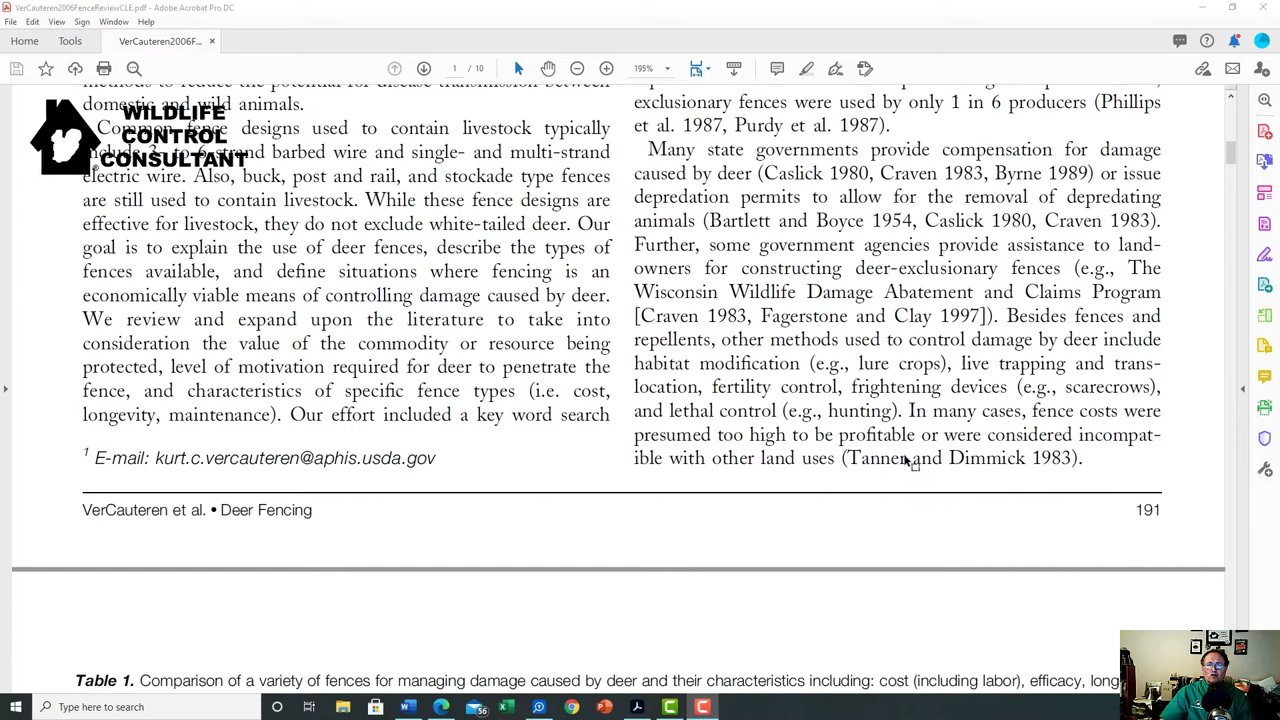 VerCauteren2006FenceReviewCLE.pdf - Adobe Acrobat Pro DC
File Edit View Sign Window Help
Home Tools VerCauteren2006F... ×
1 / 10 195%
domestic and wild animals.
Common fence designs used to contain livestock typically
include 3- to 6-strand barbed wire and single- and multi-strand
electric wire. Also, buck, post and rail, and stockade type fences
are still used to contain livestock. While these fence designs are
effective for livestock, they do not exclude white-tailed deer. Our
goal is to explain the use of deer fences, describe the types of
fences available, and define situations where fencing is an
economically viable means of controlling damage caused by deer.
We review and expand upon the literature to take into
consideration the value of the commodity or resource being
protected, level of motivation required for deer to penetrate the
fence, and characteristics of specific fence types (i.e. cost,
longevity, maintenance). Our effort included a key word search
1 E-mail: kurt.c.vercauteren@aphis.usda.gov
WILDLIFE
CONTROL
CONSULTANT
exclusionary fences were used by only 1 in 6 producers (Phillips
et al. 1987, Purdy et al. 1987).
Many state governments provide compensation for damage
caused by deer (Caslick 1980, Craven 1983, Byrne 1989) or issue
depredation permits to allow for the removal of depredating
animals (Bartlett and Boyce 1954, Caslick 1980, Craven 1983).
Further, some government agencies provide assistance to land-
owners for constructing deer-exclusionary fences (e.g., The
Wisconsin Wildlife Damage Abatement and Claims Program
[Craven 1983, Fagerstone and Clay 1997]). Besides fences and
repellents, other methods used to control damage by deer include
habitat modification (e.g., lure crops), live trapping and trans-
location, fertility control, frightening devices (e.g., scarecrows),
and lethal control (e.g., hunting). In many cases, fence costs were
presumed too high to be profitable or were considered incompat-
ible with other land uses (Tanner and Dimmick 1983).
VerCauteren et al. • Deer Fencing 191
Table 1. Comparison of a variety of fences for managing damage caused by deer and their characteristics including: cost (including labor), efficacy, long
Type here to search 56